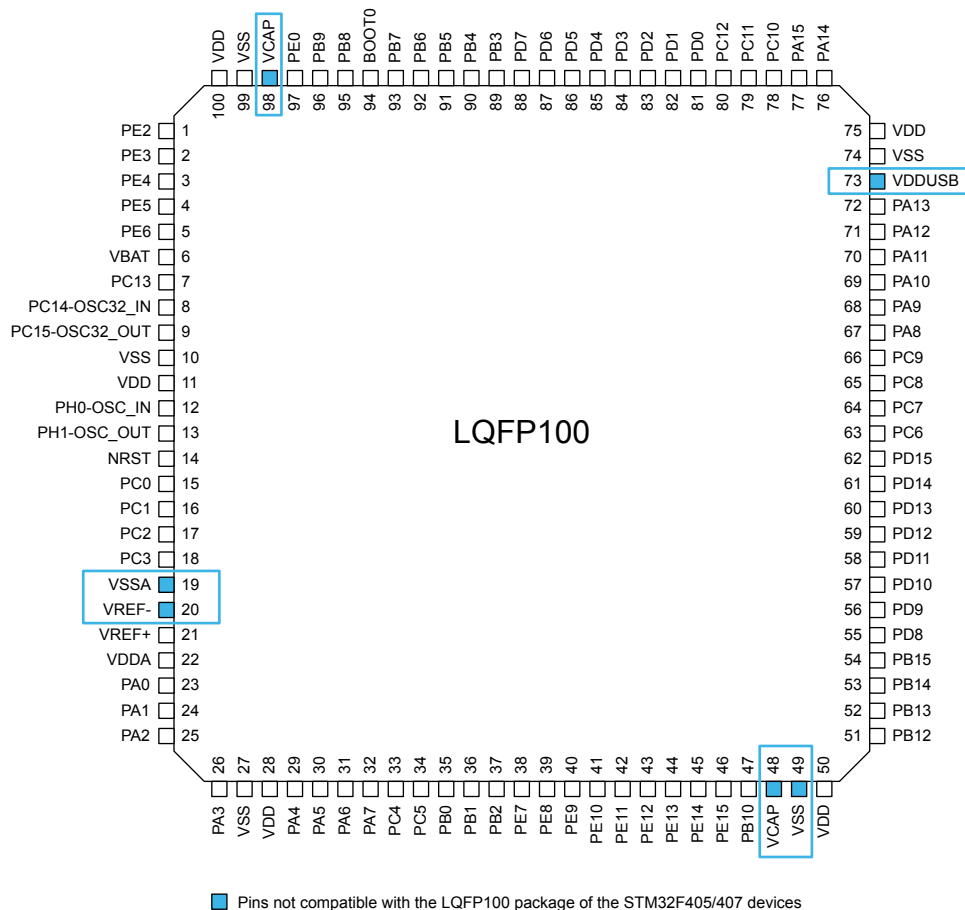 VDD
VSS
VCAP
PE0
PB9
PB8
BOOT0
PB7
PB6
PB5
PB4
PB3
PD7
PD6
PD5
PD4
PD3
PD2
PD1
PD0
PC12
PC11
PC10
PA15
PA14
100
99
98
97
96
95
94
93
92
91
90
89
88
87
86
85
84
83
82
81
80
79
78
77
76
PE2 1
PE3 2
PE4 3
PE5 4
PE6 5
VBAT 6
PC13 7
PC14-OSC32_IN 8
PC15-OSC32_OUT 9
VSS 10
VDD 11
PH0-OSC_IN 12
PH1-OSC_OUT 13
NRST 14
PC0 15
PC1 16
PC2 17
PC3 18
VSSA 19
VREF- 20
VREF+ 21
VDDA 22
PA0 23
PA1 24
PA2 25
LQFP100
75 VDD
74 VSS
73 VDDUSB
72 PA13
71 PA12
70 PA11
69 PA10
68 PA9
67 PA8
66 PC9
65 PC8
64 PC7
63 PC6
62 PD15
61 PD14
60 PD13
59 PD12
58 PD11
57 PD10
56 PD9
55 PD8
54 PB15
53 PB14
52 PB13
51 PB12
26
27
28
29
30
31
32
33
34
35
36
37
38
39
40
41
42
43
44
45
46
47
48
49
50
PA3
VSS
VDD
PA4
PA5
PA6
PA7
PC4
PC5
PB0
PB1
PB2
PE7
PE8
PE9
PE10
PE11
PE12
PE13
PE14
PE15
PB10
VCAP
VSS
VDD
Pins not compatible with the LQFP100 package of the STM32F405/407 devices